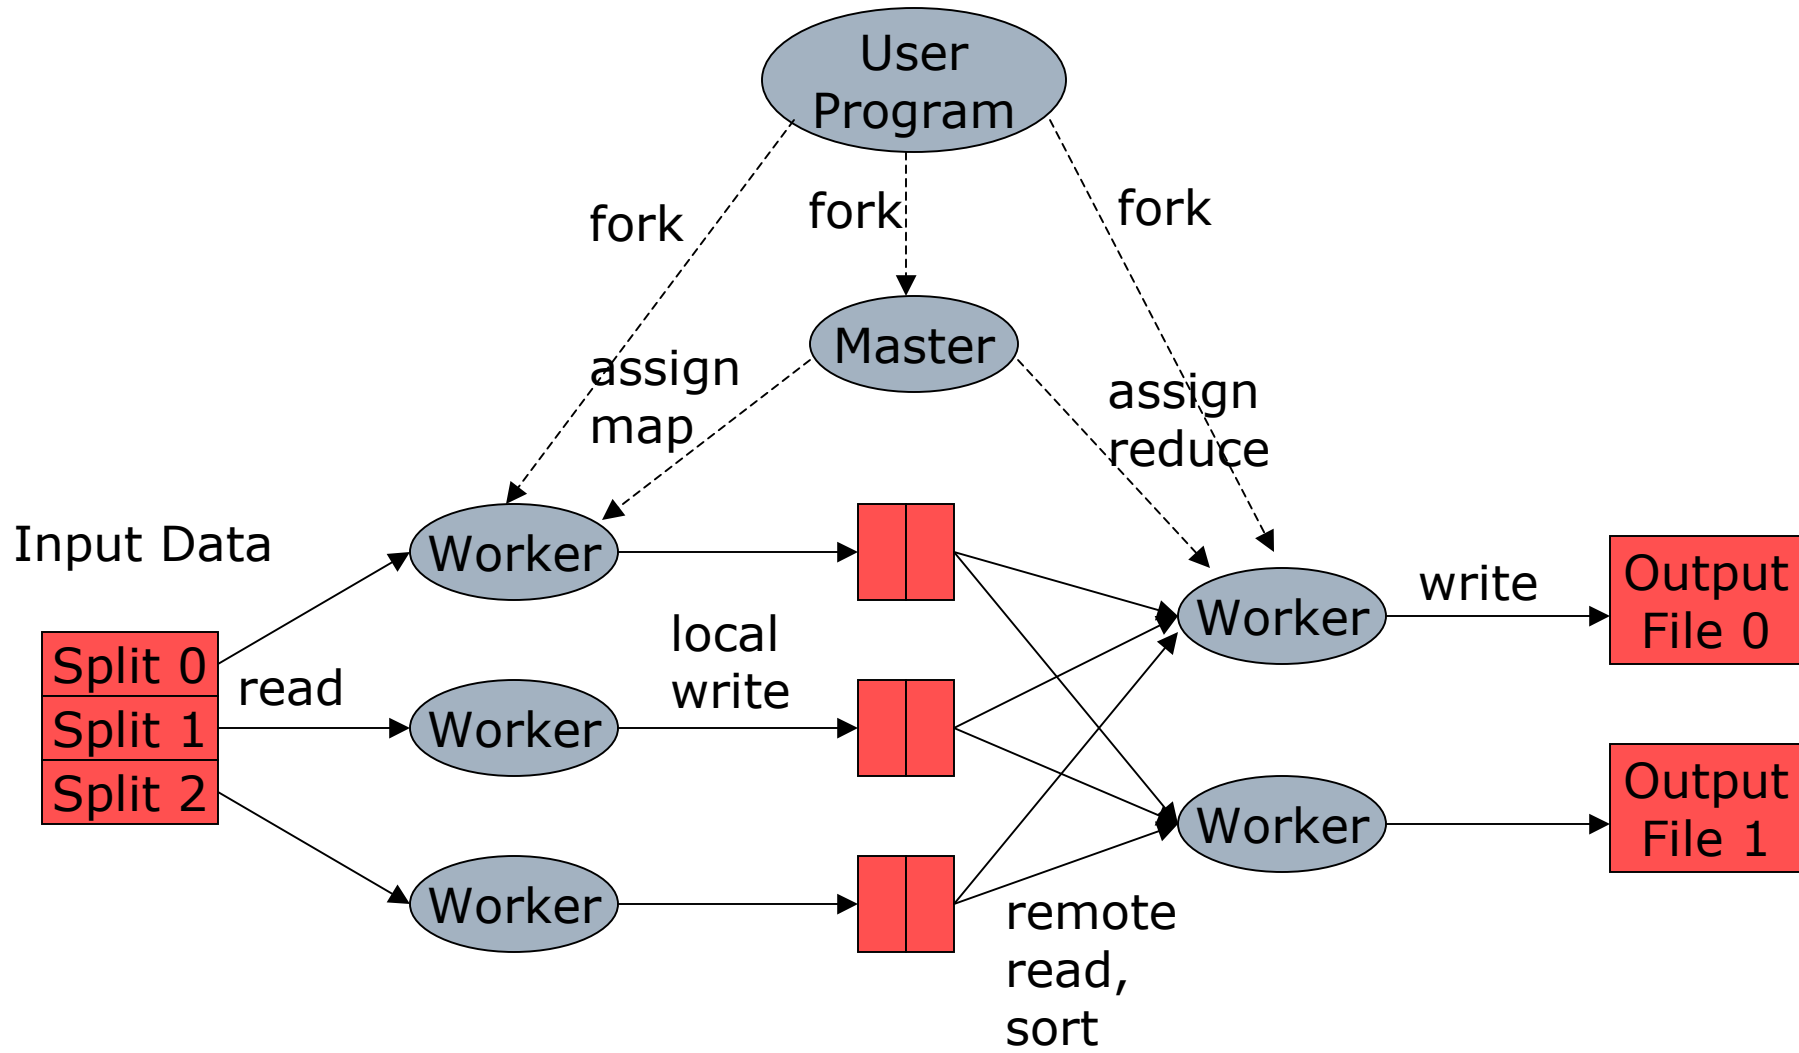 User
Program
fork
fork
fork
Master
assign
map
assign
reduce
Input Data
Worker
Worker
write
Output
File 0
local
write
Split 0
read
Split 1
Worker
Split 2
Worker
Output
File 1
Worker
remote
read,
sort